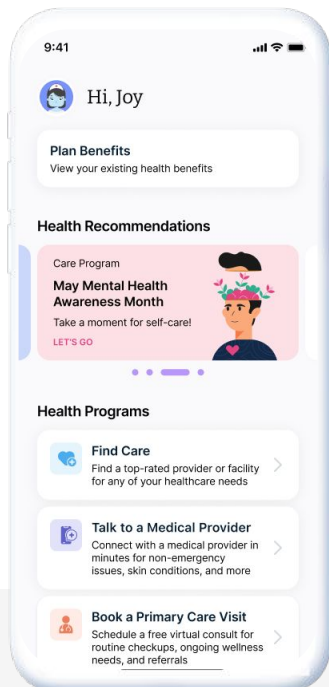 9:41
Hi, Joy
Plan Benefits
View your existing health benefits
Health Recommendations
Care Program
May Mental Health
Awareness Month
Take a moment for self-care!
LET'S GO
Health Programs
Find Care
Find a top-rated provider or facility
for any of your healthcare needs
Talk to a Medical Provider
Connect with a medical provider in
minutes for non-emergency
issues, skin conditions, and more
Book a Primary Care Visit
Schedule a free virtual consult for
routine checkups, ongoing wellness
needs, and referrals